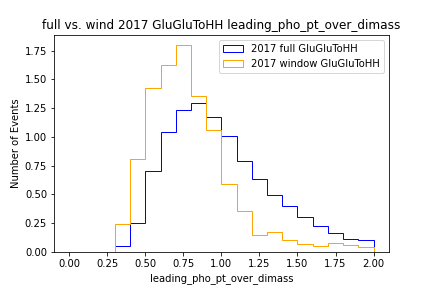 full vs. wind 2017 GluGluToHH leading_pho_pt_over_dimass
2017 full GluGluToHH
2017 window GluGluToHH
Number of Events
1.75
1.50
1.25
1.00
0.75
0.50
0.25
0.00
0.00 0.25 0.50 0.75 1.00 1.25 1.50 1.75 2.00
leading_pho_pt_over_dimass